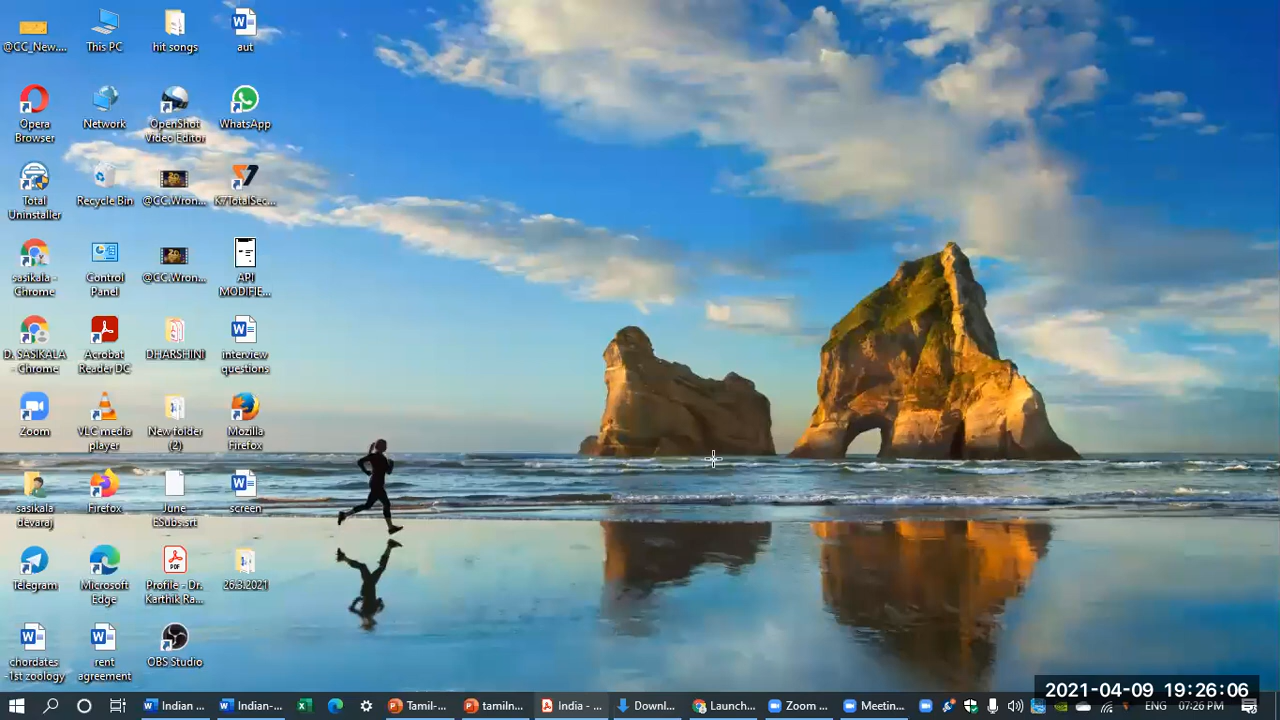 @CC_New....
This PC
hit songs
aut
Opera
Browser
Network
OpenShot
Video Editor
WhatsApp
Total
Uninstaller
Recycle Bin
@CC.Wron...
K7TotalSec...
sasikala -
Chrome
Control
Panel
@CC.Wron...
API
MODIFIE...
D. SASIKALA
- Chrome
Acrobat
Reader DC
DHARSHINI
interview
questions
Zoom
VLC media
player
New folder
(2)
Mozilla
Firefox
sasikala
devaraj
Firefox
June
ESubs.srt
screen
Telegram
Microsoft
Edge
PDF
Profile - Dr.
Karthik Ra...
26.3.2021
chordates
-1st zoology
rent
agreement
OBS Studio
2021-04-09 19:26:06
Indian ...
Indian-...
Tamil-...
tamiln...
India - ...
Downl...
Launch...
Zoom ...
Meetin...
ENG
07:26 PM